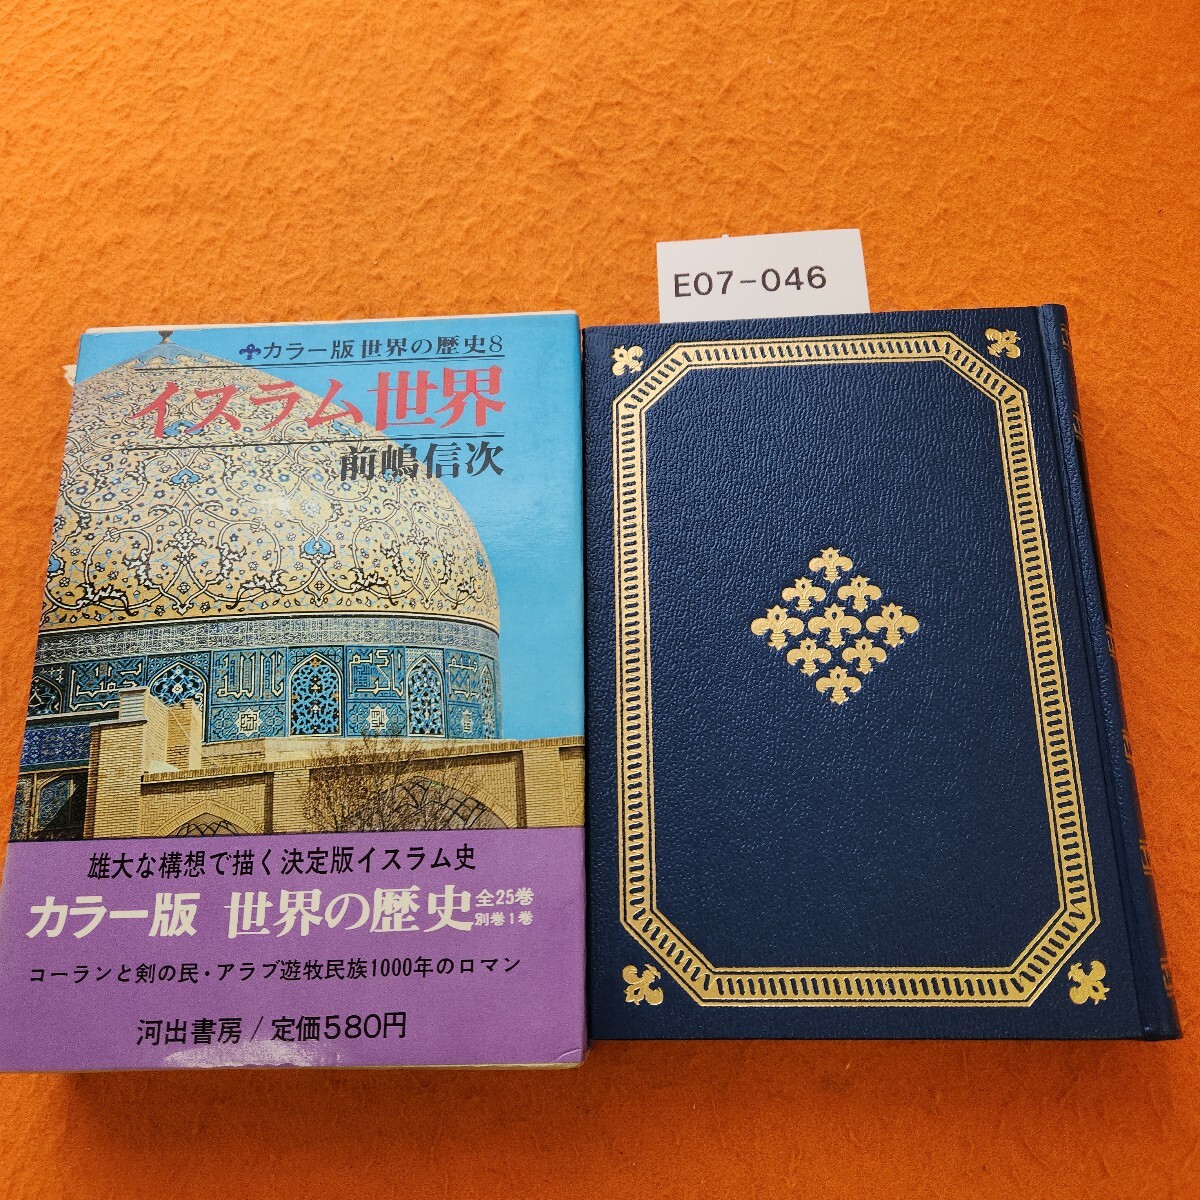 E07-046
カラー版 世界の歴史8
イスラム世界
前嶋信次
雄大な構想で描く決定版イスラム史
カラー版 世界の歴史 全25巻 別巻1巻
コーランと剣の民・アラブ遊牧民族1000年のロマン
河出書房/定価580円